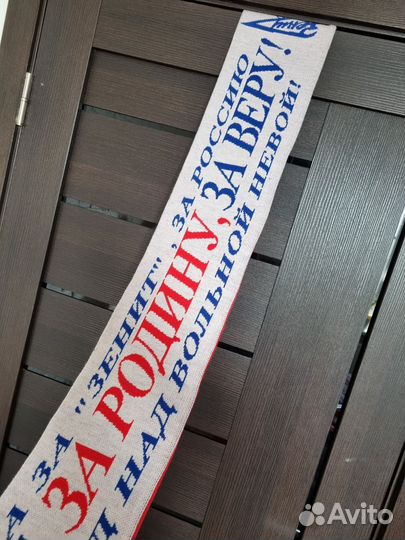 Зенит
ЗА "ЗЕНИТ", ЗА РОССИЮ
ЗА РОДИНУ, ЗА ВЕРУ!
НАД ВОЛЬНОЙ НЕВОЙ!
Avito